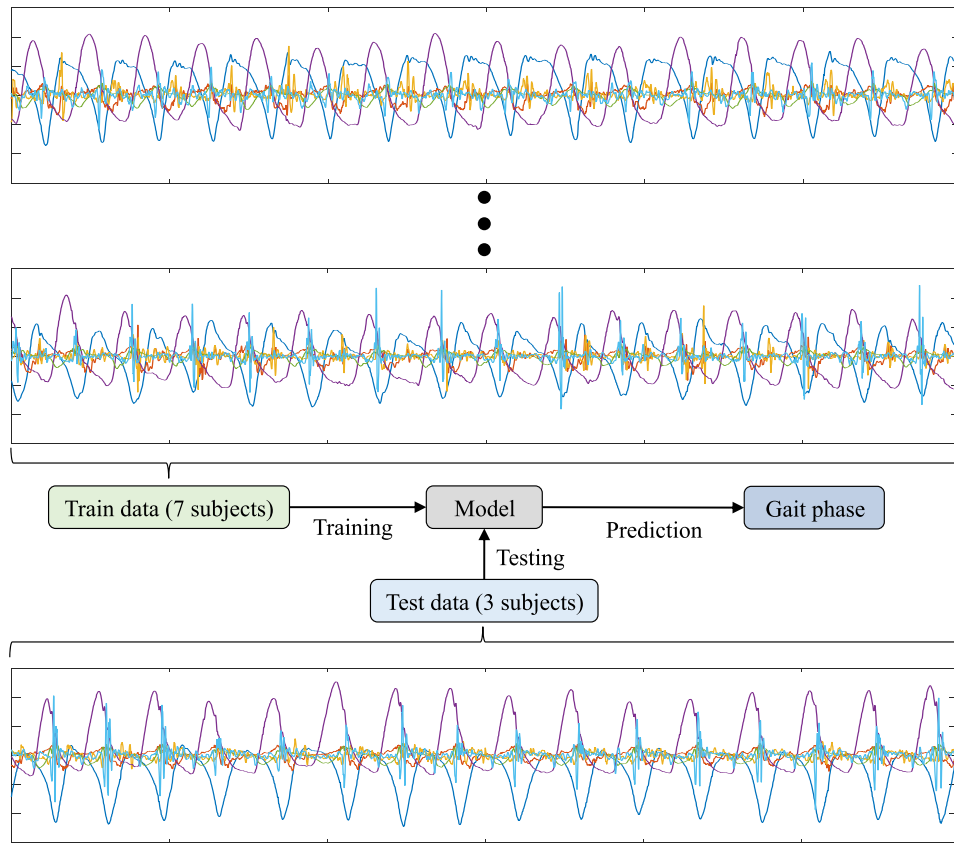 Train data (7 subjects)
Training
Model
Prediction
Gait phase
Testing
Test data (3 subjects)